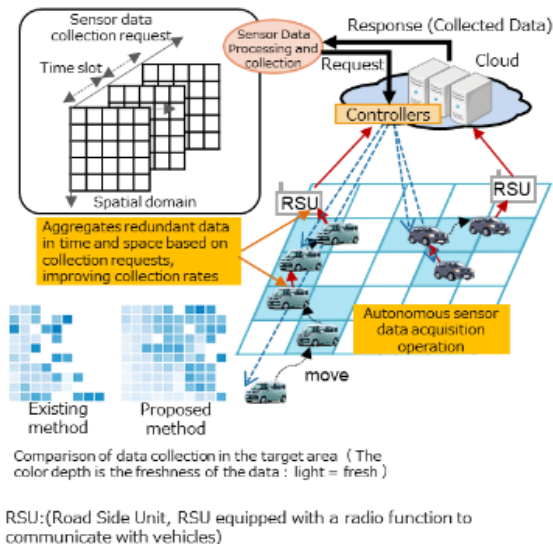 Sensor data
collection request
Time slot
Spatial domain
Sensor Data
Processing and
collection
Response (Collected Data)
Request
Cloud
Controllers
RSU
RSU
Aggregates redundant data
in time and space based on
collection requests,
improving collection rates
Autonomous sensor
data acquisition
operation
move
Existing
method
Proposed
method
Comparison of data collection in the target area ( The
color depth is the freshness of the data : light = fresh )
RSU:(Road Side Unit, RSU equipped with a radio function to
communicate with vehicles)